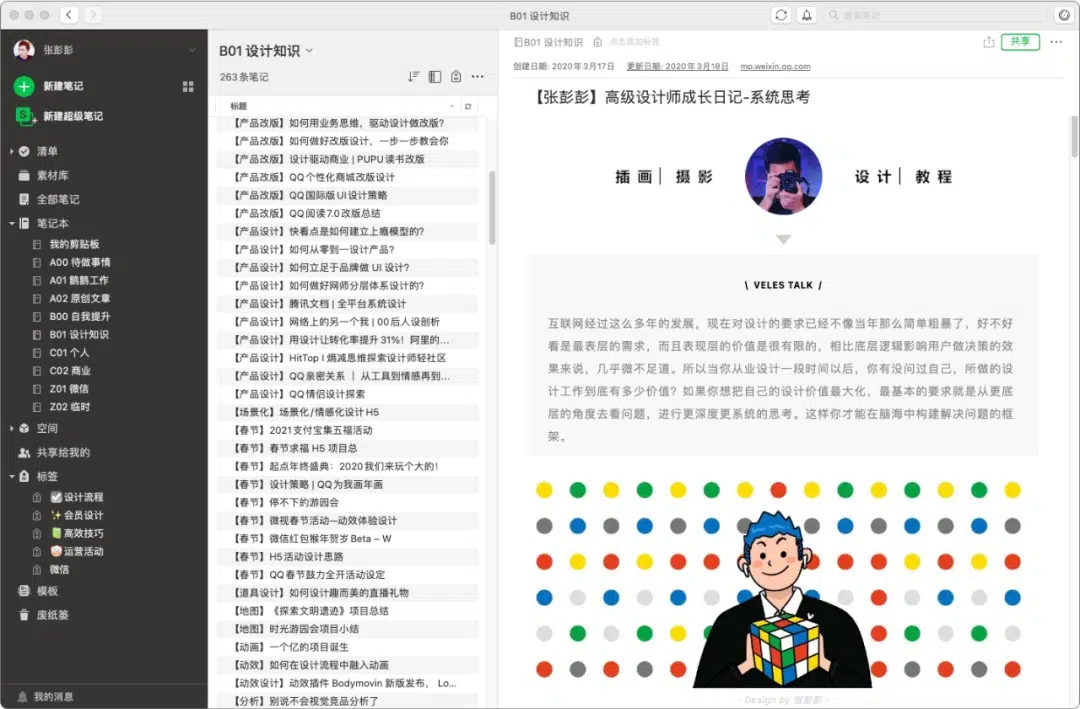 B01 设计知识
搜索笔记
张彭彭
新建笔记
新建超级笔记
清单
素材库
全部笔记
笔记本
我的剪贴板
A00 待做事情
A01 鹅鹅工作
A02 原创文章
B00 自我提升
B01 设计知识
C01 个人
C02 商业
Z01 微信
Z02 临时
空间
共享给我的
标签
设计流程
会员设计
高效技巧
运营活动
微信
模板
废纸篓
我的消息
B01 设计知识
263 条笔记
标题
【产品改版】如何用业务思维，驱动设计做改版?
【产品改版】如何做好改版设计，一步一步教会你
【产品改版】设计驱动商业 | PUPU 读书改版
【产品改版】QQ个性化商城改版设计
【产品改版】QQ国际版 UI 设计策略
【产品改版】QQ阅读7.0 改版总结
【产品设计】快看点是如何建立上瘾模型的?
【产品设计】如何从零到一设计产品?
【产品设计】如何立足于品牌做 UI 设计?
【产品设计】如何做好网师分层体系设计的?
【产品设计】腾讯文档 | 全平台系统设计
【产品设计】网络上的另一个我 | 00 后人设剖析
【产品设计】用设计让转化率提升 31%！阿里的...
【产品设计】HitTop I 熵减思维探索设计师轻社区
【产品设计】QQ亲密关系 ｜ 从工具到情感再到...
【产品设计】QQ情侣设计探索
【场景化】场景化/情感化设计 H5
【春节】2021支付宝集五福活动
【春节】春节求福 H5 项目总
【春节】起点年终盛典：2020 我们来玩个大的！
【春节】设计策略 | QQ为我画年画
【春节】停不下的游园会
【春节】微视春节活动—动效体验设计
【春节】微信红包猴年贺岁 Beta – W
【春节】H5 活动设计思路
【春节】QQ春节鼓力全开活动设定
【道具设计】如何设计趣而美的直播礼物
【地图】《探索文明遗迹》项目总结
【地图】时光游园会项目小结
【动画】一个亿的项目诞生
【动效】如何在设计流程中融入动画
【动效设计】动效插件 Bodymovin 新版发布， Lo...
【分析】别说不会视觉竞品分析了
B01 设计知识
点击添加标签
共享
创建日期: 2020年3月17日
更新日期: 2020年3月18日
mp.weixin.qq.com
【张彭彭】高级设计师成长日记-系统思考
插 画 | 摄 影
设 计 | 教 程
\ VELES TALK /
互联网经过这么多年的发展，现在对设计的要求已经不像当年那么简单粗暴了，好不好
看是最表层的需求，而且表现层的价值是很有限的，相比底层逻辑影响用户做决策的效
果来说，几乎微不足道。所以当你从业设计一段时间以后，你有没问过自己，所做的设
计工作到底有多少价值？如果你想把自己的设计价值最大化，最基本的要求就是从更底
层的角度去看问题，进行更深度更系统的思考。这样你才能在脑海中构建解决问题的框
架。
- Design by 张彭彭 -